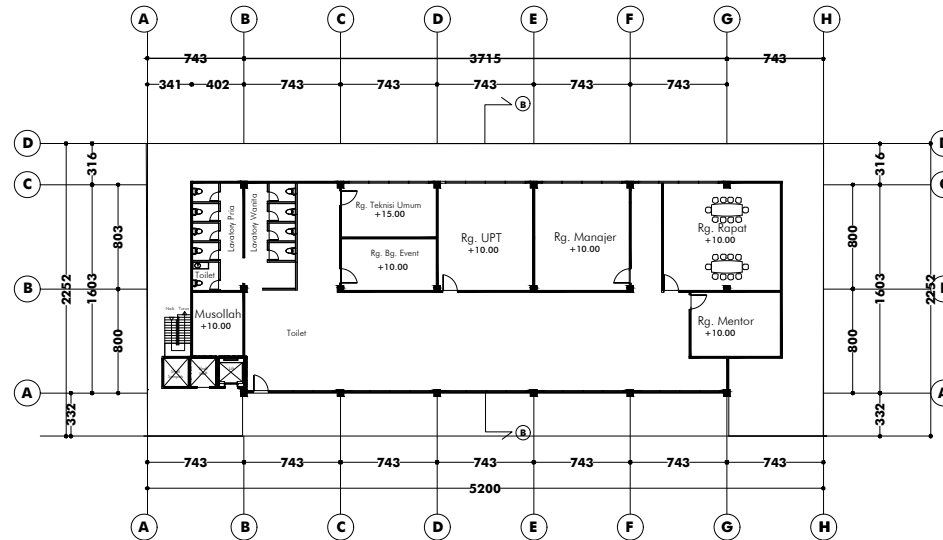 A B C D E F G H
743 3715 743
341 402 743 743 743 743 743
B
D
316
C
803
B
2252 1603
800
A
332
D
316
C
800
B
1603 2252
800
A
332
Lavatory Pria
Lavatory Wanita
Toilet
Musollah
+10.00
Naik Turun
Rg. Teknisi Umum
+15.00
Rg. Bg. Event
+10.00
Rg. UPT
+10.00
Rg. Manajer
+10.00
Rg. Rapat
+10.00
Rg. Mentor
+10.00
Toilet
B
743 743 743 743 743 743 743
5200
A B C D E F G H